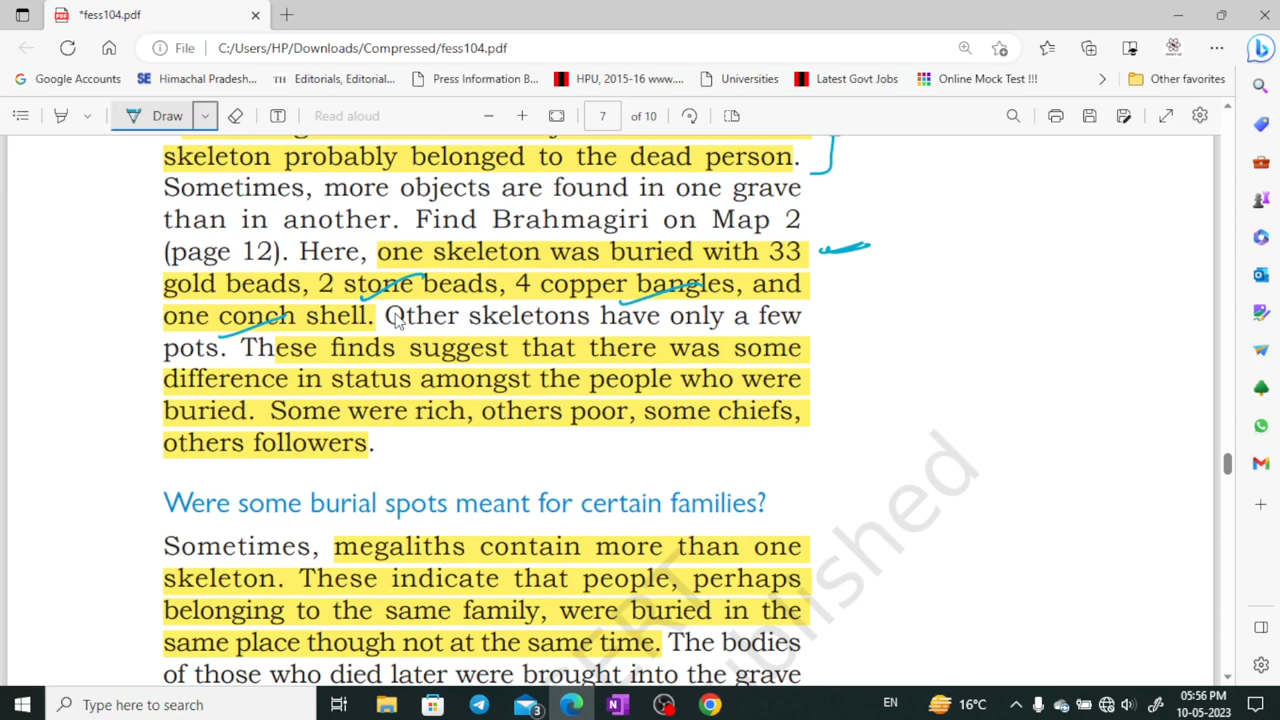 *fess104.pdf
File C:/Users/HP/Downloads/Compressed/fess104.pdf
Google Accounts SE Himachal Pradesh... TH Editorials, Editorial... Press Information B... HPU, 2015-16 www.... Universities Latest Govt Jobs Online Mock Test !!! Other favorites
Draw Read aloud 7 of 10
skeleton probably belonged to the dead person.
Sometimes, more objects are found in one grave
than in another. Find Brahmagiri on Map 2
(page 12). Here, one skeleton was buried with 33
gold beads, 2 stone beads, 4 copper bangles, and
one conch shell. Other skeletons have only a few
pots. These finds suggest that there was some
difference in status amongst the people who were
buried. Some were rich, others poor, some chiefs,
others followers.
Were some burial spots meant for certain families?
Sometimes, megaliths contain more than one
skeleton. These indicate that people, perhaps
belonging to the same family, were buried in the
same place though not at the same time. The bodies
of those who died later were brought into the grave
Type here to search 3 16°C EN 05:56 PM
10-05-2023